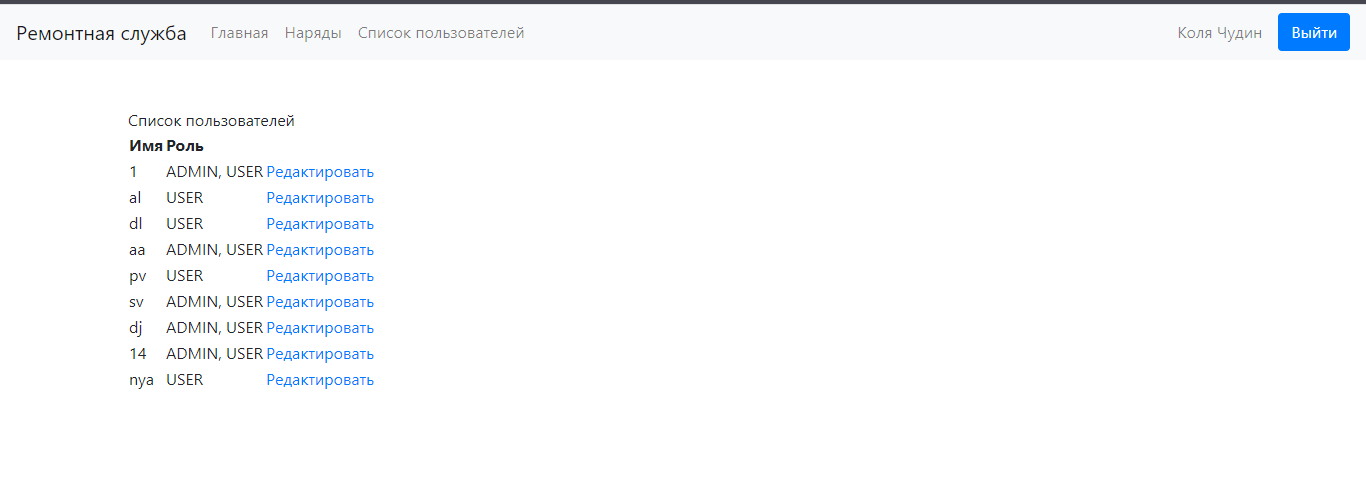 Ремонтная служба Главная Наряды Список пользователей Коля Чудин Выйти
Список пользователей
Имя Роль
1 ADMIN, USER Редактировать
al USER Редактировать
dl USER Редактировать
aa ADMIN, USER Редактировать
pv USER Редактировать
sv ADMIN, USER Редактировать
dj ADMIN, USER Редактировать
14 ADMIN, USER Редактировать
nya USER Редактировать